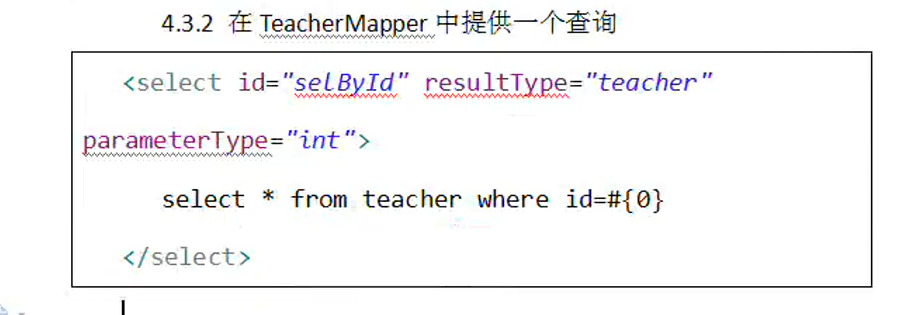 4.3.2 在 TeacherMapper 中提供一个查询
<select id="selById" resultType="teacher"
parameterType="int">
select * from teacher where id=#{0}
</select>